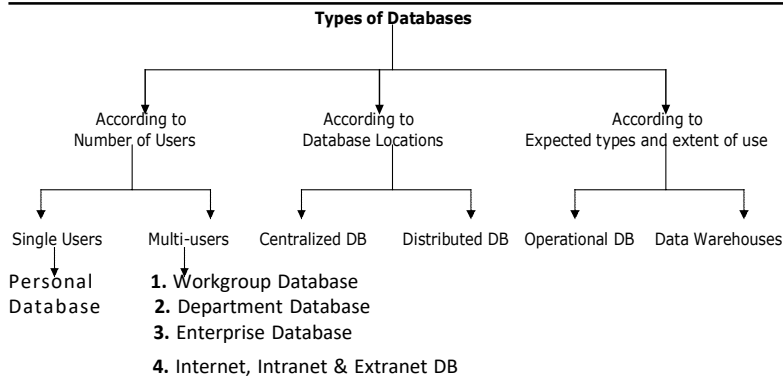 Types of Databases
According to
Number of Users
According to
Database Locations
According to
Expected types and extent of use
Single Users
Multi-users
Centralized DB
Distributed DB
Operational DB
Data Warehouses
Personal
Database
1. Workgroup Database
2. Department Database
3. Enterprise Database
4. Internet, Intranet & Extranet DB